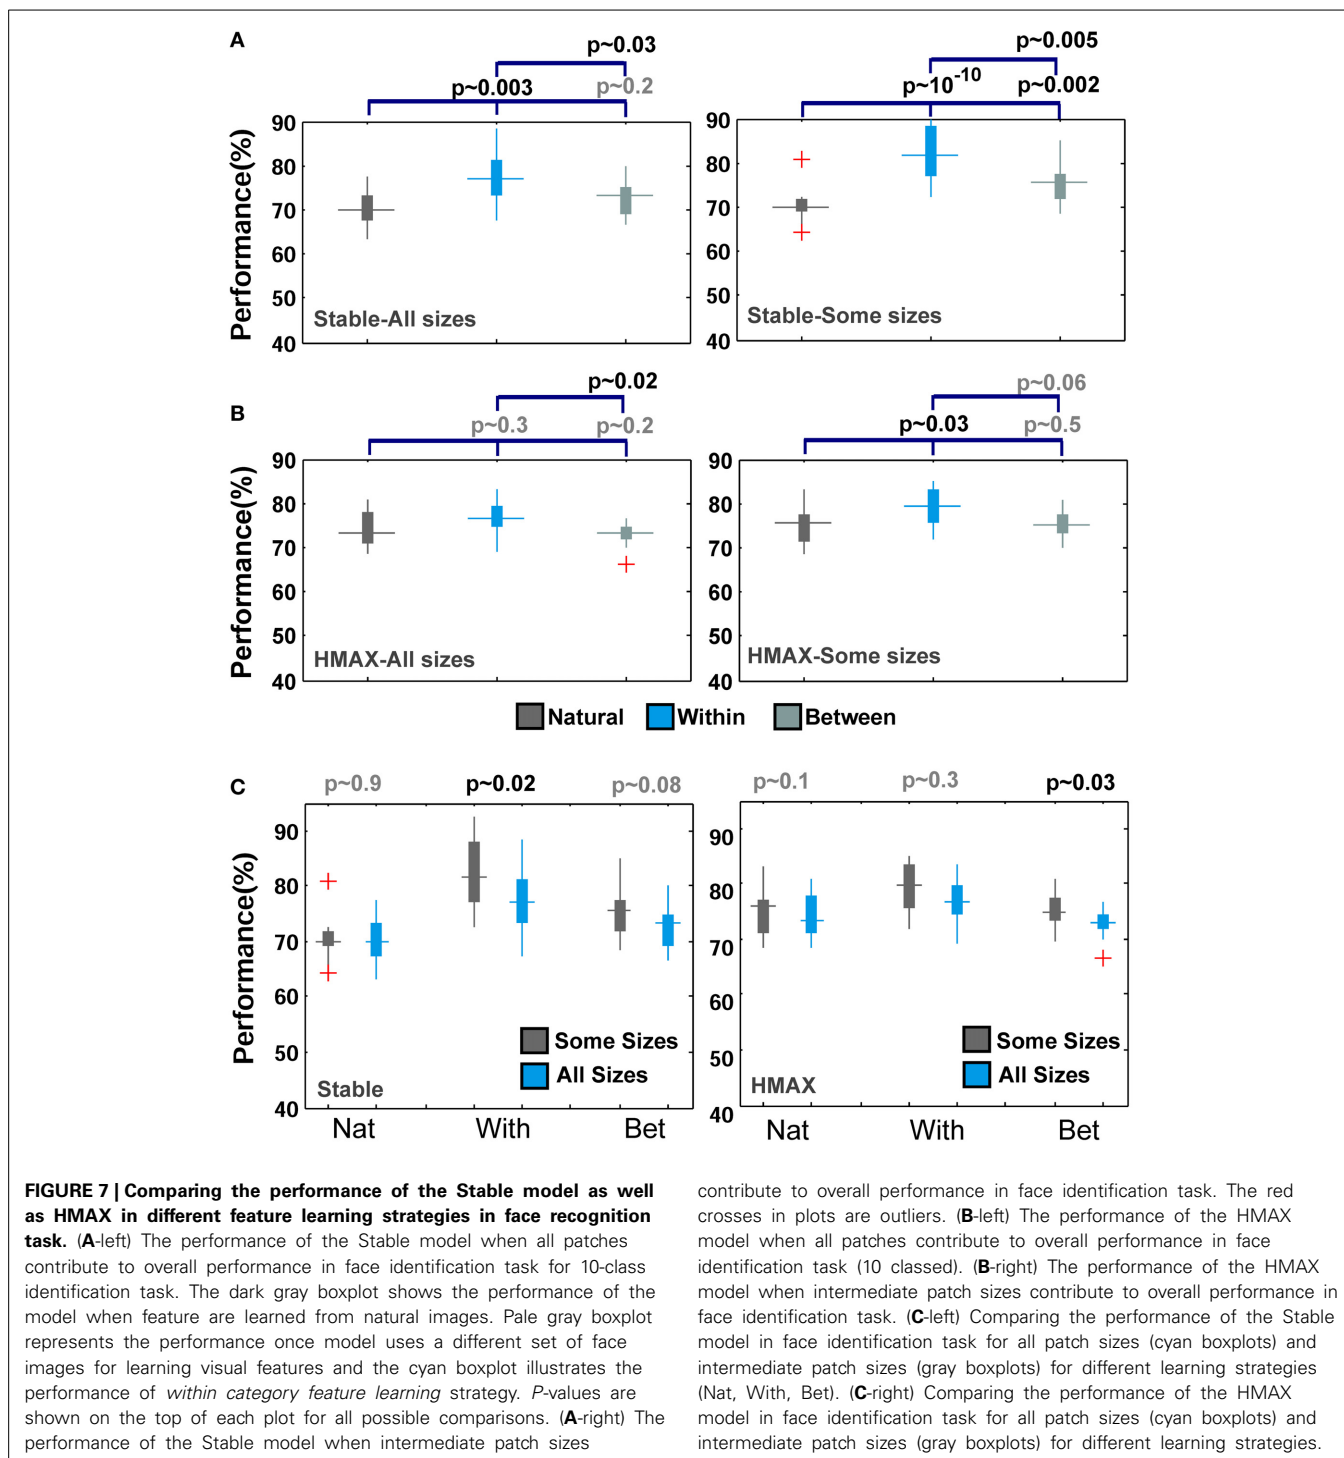 A
p~0.03
p~0.003
p~0.2
Performance(%)
90
80
70
60
50
40
Stable-All sizes
p~0.005
p~10^-10
p~0.002
90
80
70
60
50
40
Stable-Some sizes
B
p~0.02
p~0.3
p~0.2
Performance(%)
90
80
70
60
50
40
HMAX-All sizes
p~0.06
p~0.03
p~0.5
90
80
70
60
50
40
HMAX-Some sizes
Natural
Within
Between
C
p~0.9
p~0.02
p~0.08
Performance(%)
90
80
70
60
50
40
Some Sizes
All Sizes
Stable
Nat
With
Bet
p~0.1
p~0.3
p~0.03
90
80
70
60
50
40
Some Sizes
All Sizes
HMAX
Nat
With
Bet
FIGURE 7 | Comparing the performance of the Stable model as well
as HMAX in different feature learning strategies in face recognition
task. (A-left) The performance of the Stable model when all patches
contribute to overall performance in face identification task for 10-class
identification task. The dark gray boxplot shows the performance of the
model when feature are learned from natural images. Pale gray boxplot
represents the performance once model uses a different set of face
images for learning visual features and the cyan boxplot illustrates the
performance of within category feature learning strategy. P-values are
shown on the top of each plot for all possible comparisons. (A-right) The
performance of the Stable model when intermediate patch sizes
contribute to overall performance in face identification task. The red
crosses in plots are outliers. (B-left) The performance of the HMAX
model when all patches contribute to overall performance in face
identification task (10 classed). (B-right) The performance of the HMAX
model when intermediate patch sizes contribute to overall performance in
face identification task. (C-left) Comparing the performance of the Stable
model in face identification task for all patch sizes (cyan boxplots) and
intermediate patch sizes (gray boxplots) for different learning strategies
(Nat, With, Bet). (C-right) Comparing the performance of the HMAX
model in face identification task for all patch sizes (cyan boxplots) and
intermediate patch sizes (gray boxplots) for different learning strategies.